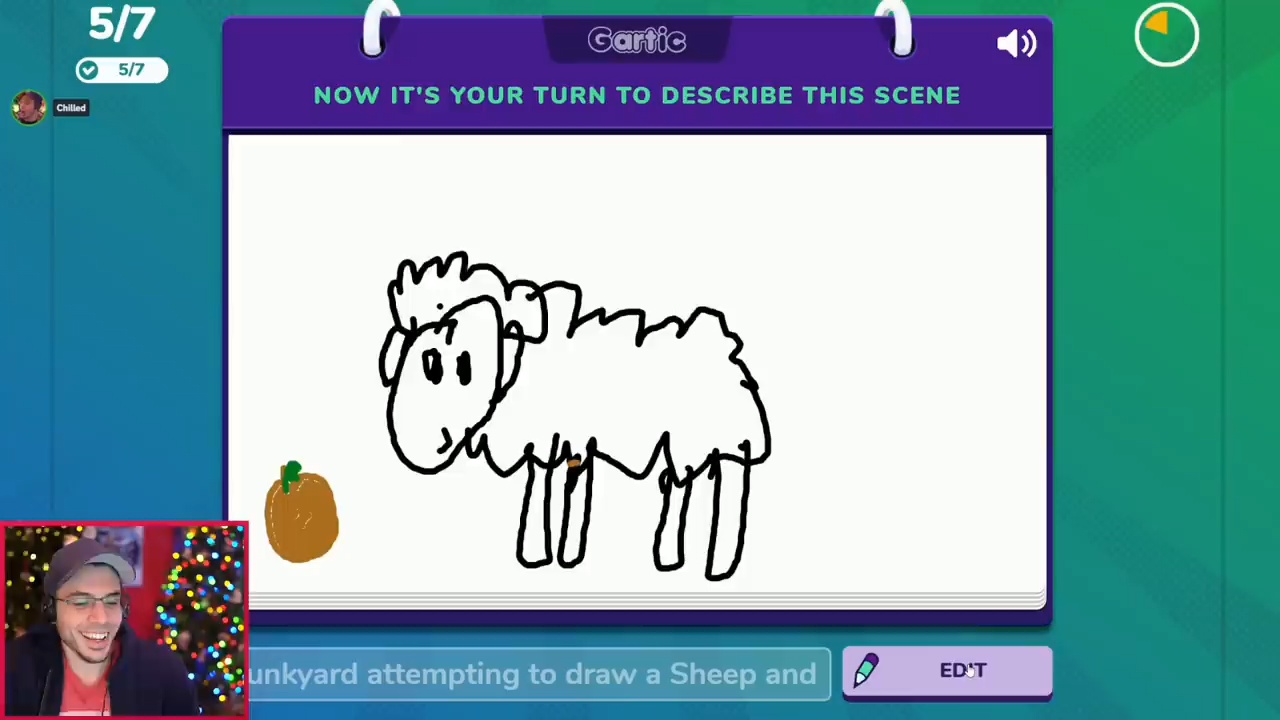 5/7
5/7
Chilled
Gartic
NOW IT'S YOUR TURN TO DESCRIBE THIS SCENE
attempting to draw a Sheep and
EDIT